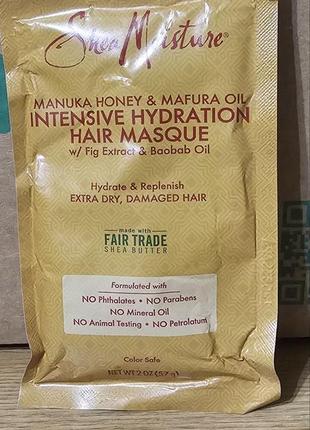 Shea Moisture®
MANUKA HONEY & MAFURA OIL
INTENSIVE HYDRATION
HAIR MASQUE
w/ Fig Extract & Baobab Oil
Hydrate & Replenish
EXTRA DRY, DAMAGED HAIR
made with
FAIR TRADE
SHEA BUTTER
Formulated with
NO Phthalates • NO Parabens
NO Mineral Oil
NO Animal Testing • NO Petrolatum
Color Safe
NET WT 2 OZ (57 g)